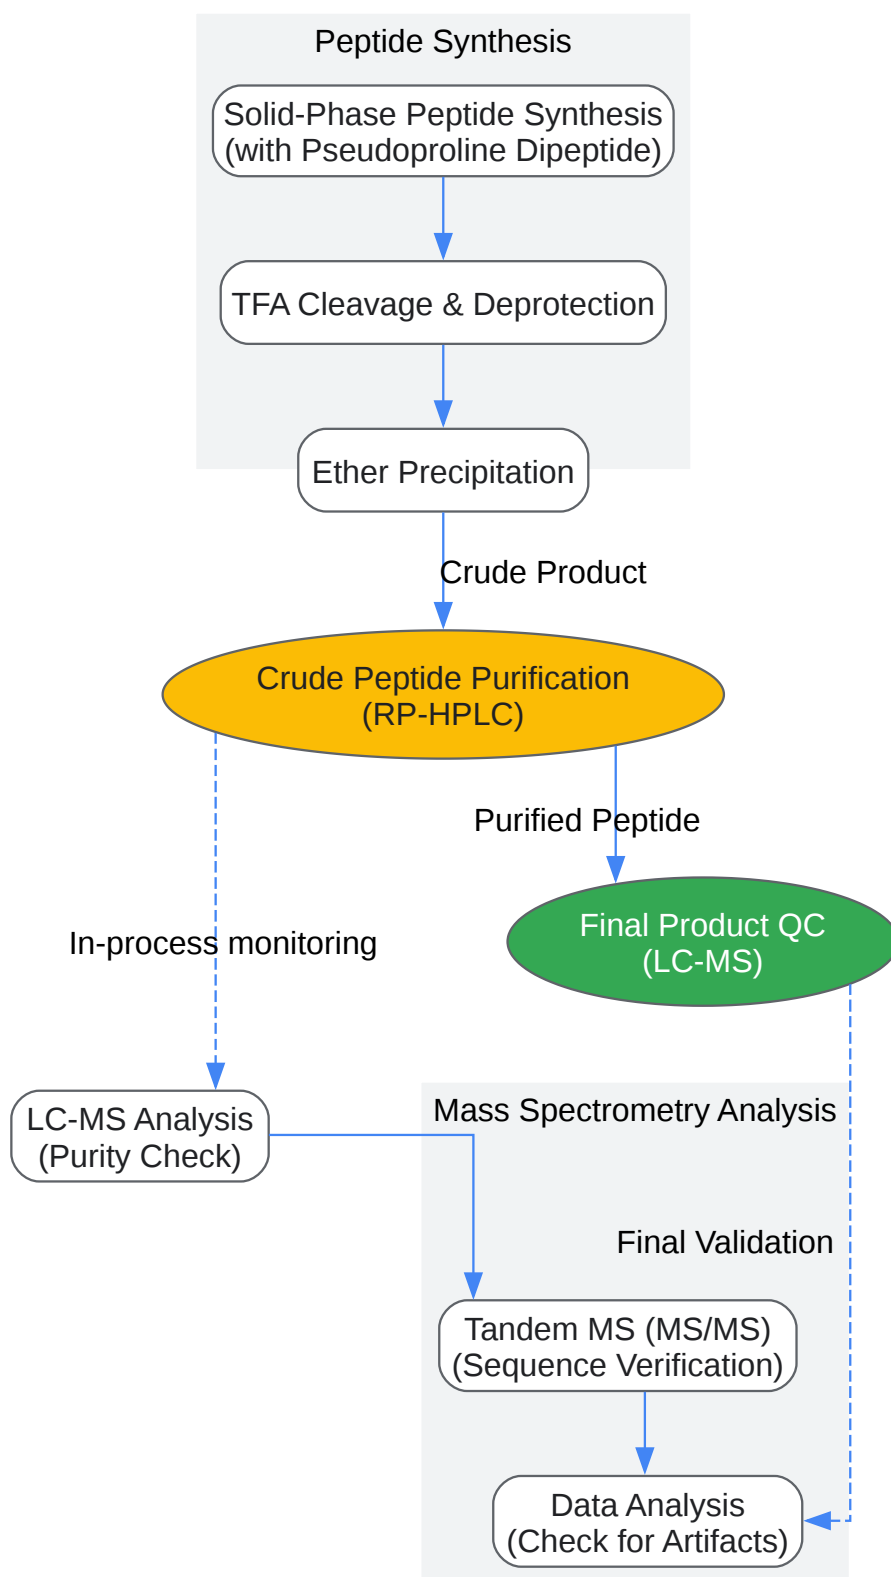 Peptide Synthesis
Solid-Phase Peptide Synthesis
(with Pseudoproline Dipeptide)
TFA Cleavage & Deprotection
Ether Precipitation
Crude Product
Crude Peptide Purification
(RP-HPLC)
Purified Peptide
Final Product QC
(LC-MS)
In-process monitoring
LC-MS Analysis
(Purity Check)
Mass Spectrometry Analysis
Final Validation
Tandem MS (MS/MS)
(Sequence Verification)
Data Analysis
(Check for Artifacts)